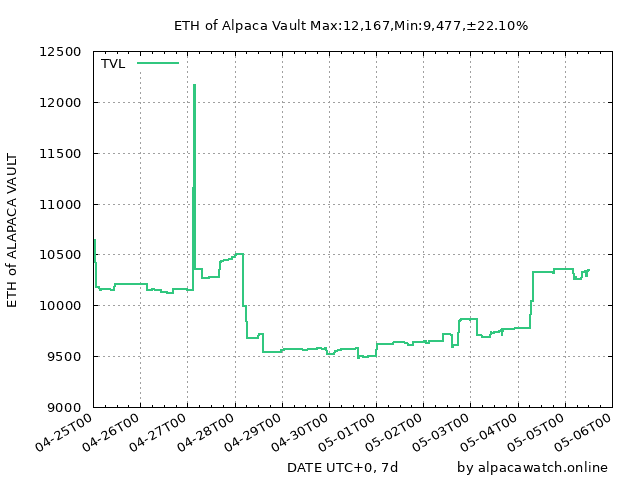 ETH of Alpaca Vault Max:12,167,Min:9,477,±22.10%
TVL
12500
12000
11500
11000
10500
10000
9500
9000
ETH of ALAPACA VAULT
04-25T00
04-26T00
04-27T00
04-28T00
04-29T00
04-30T00
05-01T00
05-02T00
05-03T00
05-04T00
05-05T00
05-06T00
DATE UTC+0, 7d
by alpacawatch.online